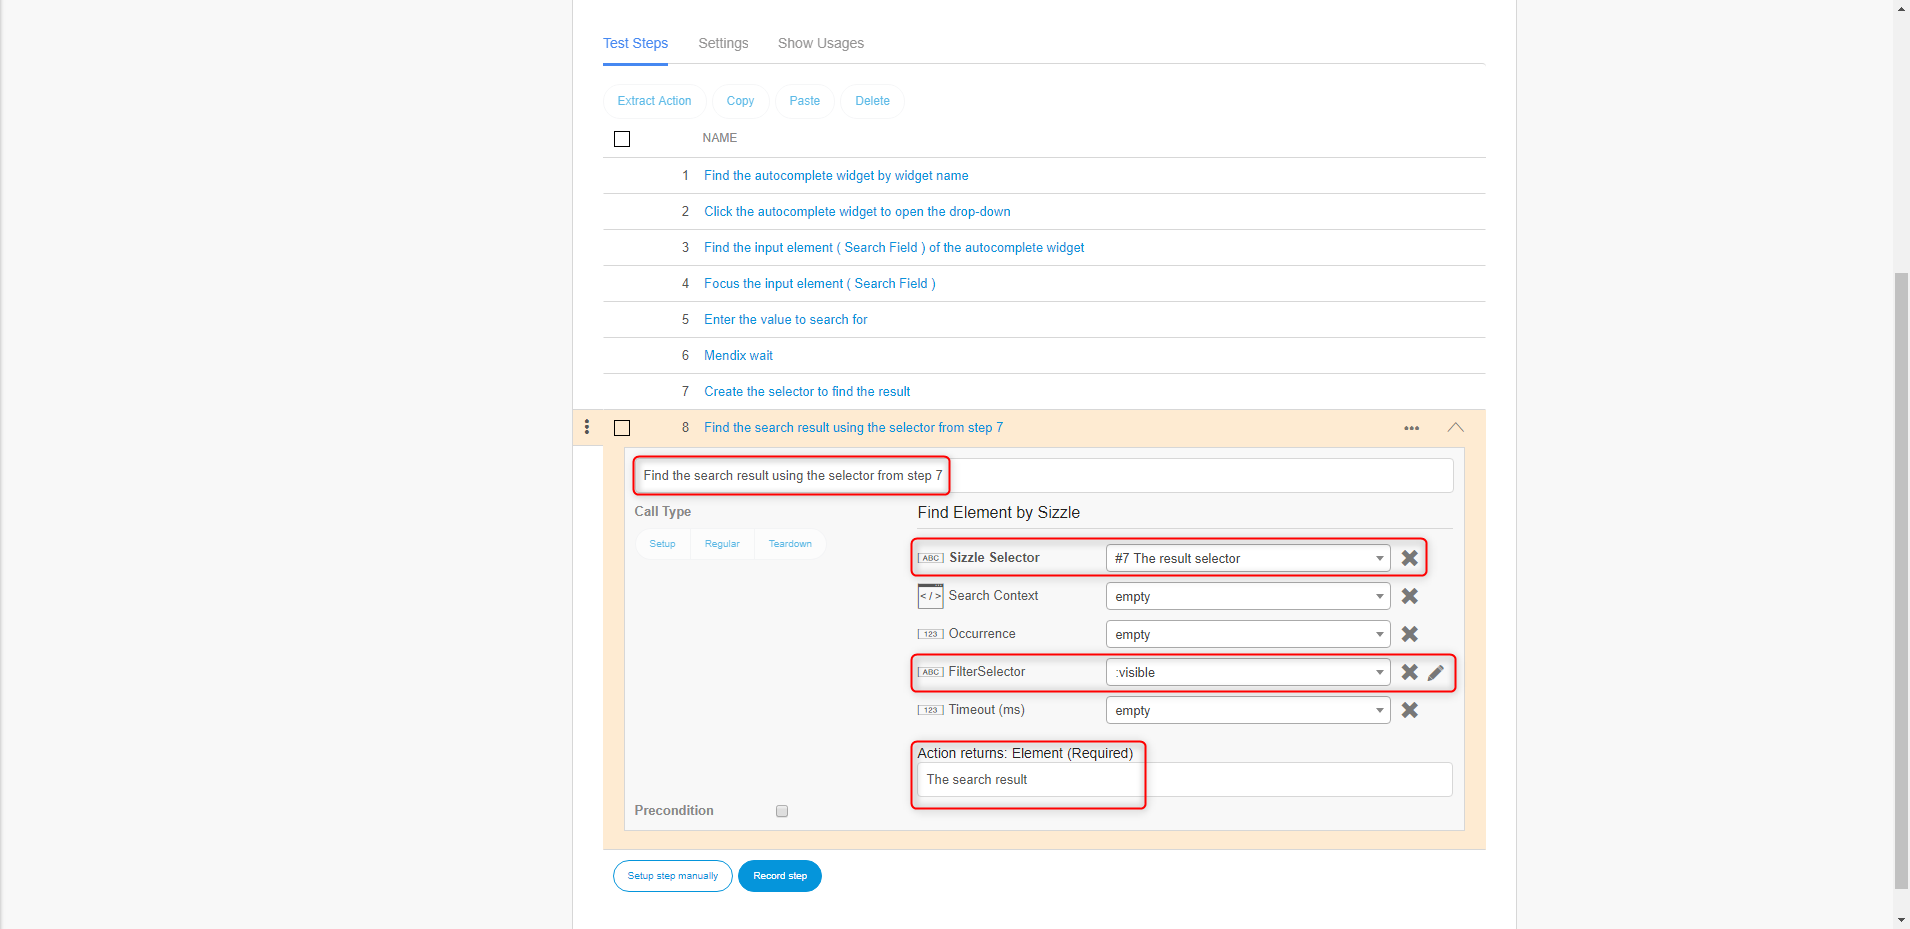 Test Steps Settings Show Usages
Extract Action Copy Paste Delete
NAME
1 Find the autocomplete widget by widget name
2 Click the autocomplete widget to open the drop-down
3 Find the input element ( Search Field ) of the autocomplete widget
4 Focus the input element ( Search Field )
5 Enter the value to search for
6 Mendix wait
7 Create the selector to find the result
8 Find the search result using the selector from step 7
Find the search result using the selector from step 7
Call Type
Setup Regular Teardown
Find Element by Sizzle
ABC Sizzle Selector #7 The result selector
</> Search Context empty
123 Occurrence empty
ABC FilterSelector :visible
123 Timeout (ms) empty
Action returns: Element (Required)
The search result
Precondition
Setup step manually Record step